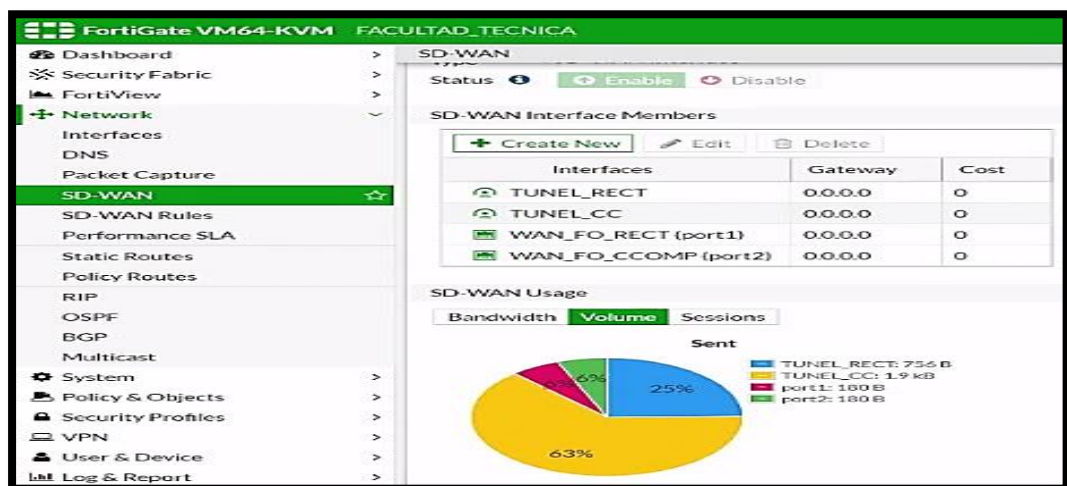 FortiGate VM64-KVM FACULTAD_TECNICA
Dashboard
Security Fabric
FortiView
Network
Interfaces
DNS
Packet Capture
SD-WAN
SD-WAN Rules
Performance SLA
Static Routes
Policy Routes
RIP
OSPF
BGP
Multicast
System
Policy & Objects
Security Profiles
VPN
User & Device
Log & Report
SD-WAN
Status Enable Disable
SD-WAN Interface Members
Create New Edit Delete
Interfaces Gateway Cost
TUNEL_RECT 0.0.0.0 0
TUNEL_CC 0.0.0.0 0
WAN_FO_RECT (port1) 0.0.0.0 0
WAN_FO_CCOMP (port2) 0.0.0.0 0
SD-WAN Usage
Bandwidth Volume Sessions
Sent
TUNEL_RECT: 756 B
TUNEL_CC: 1.9 kB
port1: 180 B
port2: 180 B
6% 6% 25%
63%